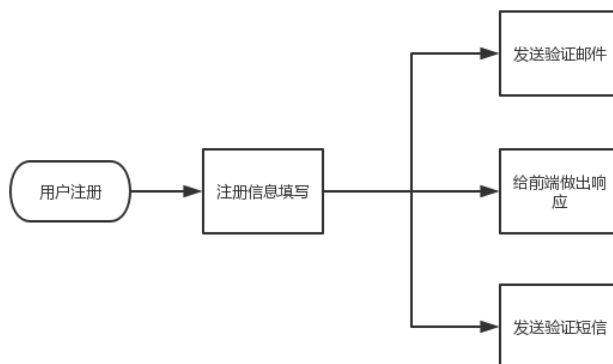 发送验证邮件
用户注册
注册信息填写
给前端做出响
应
发送验证短信